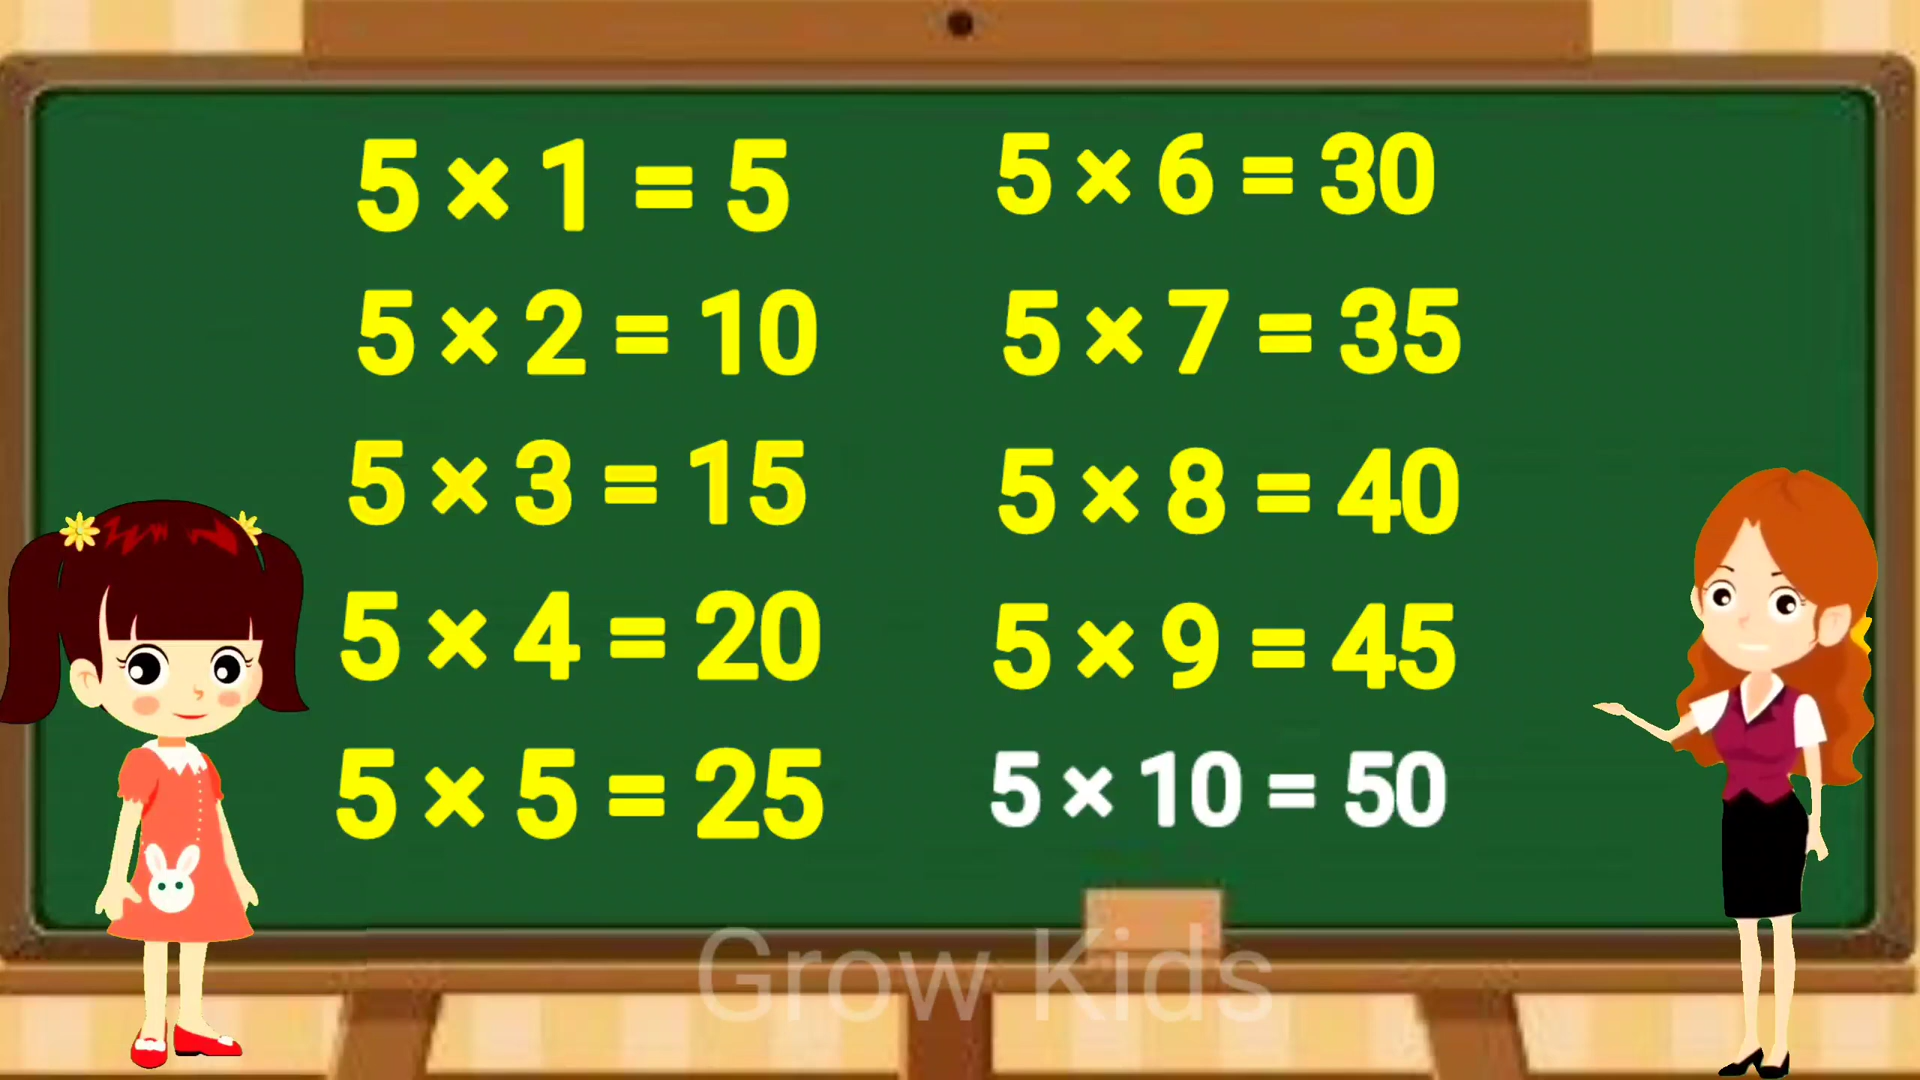 5 × 1 = 5
5 × 2 = 10
5 × 3 = 15
5 × 4 = 20
5 × 5 = 25
5 × 6 = 30
5 × 7 = 35
5 × 8 = 40
5 × 9 = 45
5 × 10 = 50
Grow Kids